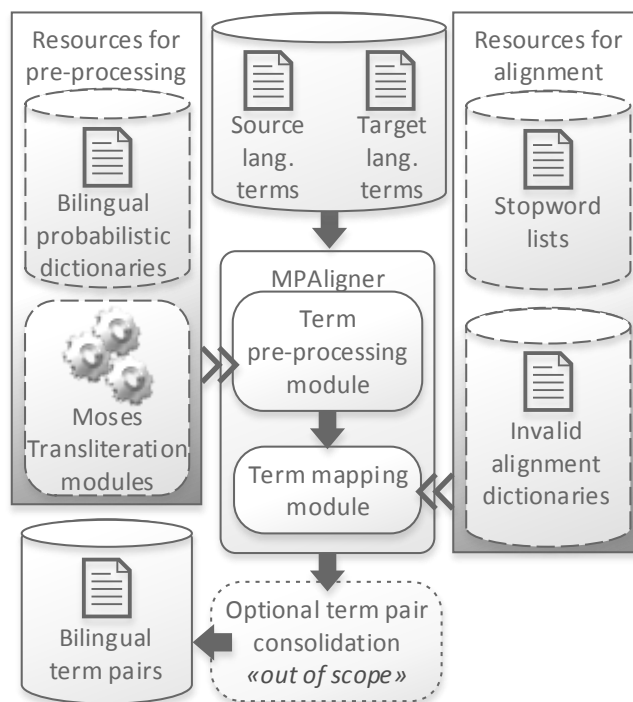 Resources for
pre-processing
Bilingual
probabilistic
dictionaries
Moses
Transliteration
modules
Source
lang.
terms
Target
lang.
terms
MPAligner
Term
pre-processing
module
Term mapping
module
Resources for
alignment
Stopword
lists
Invalid
alignment
dictionaries
Optional term pair
consolidation
«out of scope»
Bilingual
term pairs